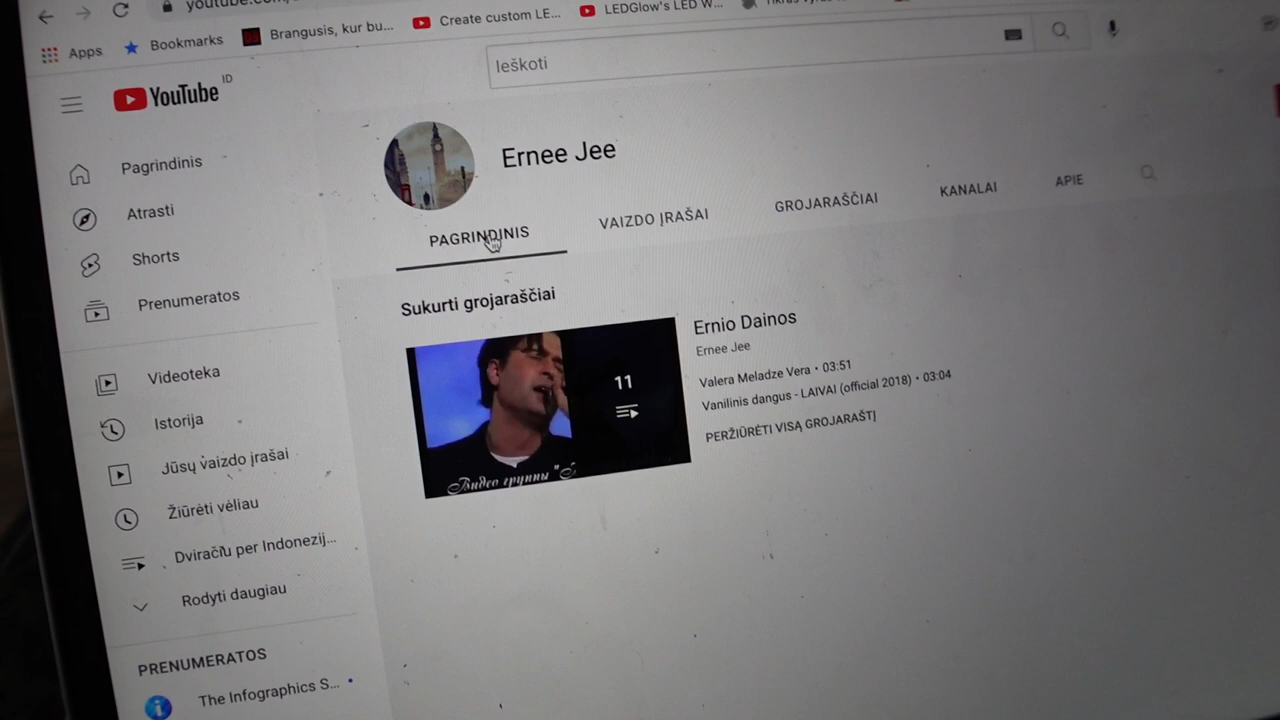 Apps
Bookmarks
Brangusis, kur bu...
Create custom LE...
LEDGlow's LED W...
YouTube ID
Ieškoti
Pagrindinis
Atrasti
Shorts
Prenumeratos
Videoteka
Istorija
Jūsų vaizdo įrašai
Žiūrėti vėliau
Dviračiu per Indonezij...
Rodyti daugiau
PRENUMERATOS
The Infographics S...
Ernee Jee
PAGRINDINIS
VAIZDO ĮRAŠAI
GROJARAŠČIAI
KANALAI
APIE
Sukurti grojaraščiai
11
Видео группы
Ernio Dainos
Ernee Jee
Valera Meladze Vera • 03:51
Vanilinis dangus - LAIVAI (official 2018) • 03:04
PERŽIŪRĖTI VISĄ GROJARAŠTĮ